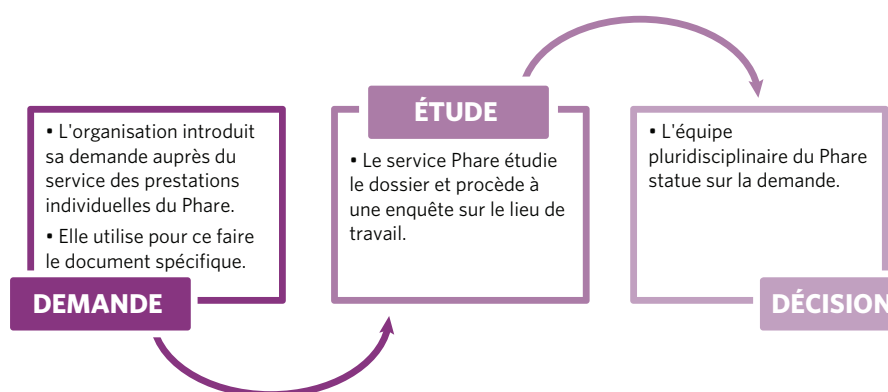 • L'organisation introduit
sa demande auprès du
service des prestations
individuelles du Phare.
• Elle utilise pour ce faire
le document spécifique.
DEMANDE
ÉTUDE
• Le service Phare étudie
le dossier et procède à
une enquête sur le lieu de
travail.
• L'équipe
pluridisciplinaire du Phare
statue sur la demande.
DÉCISION